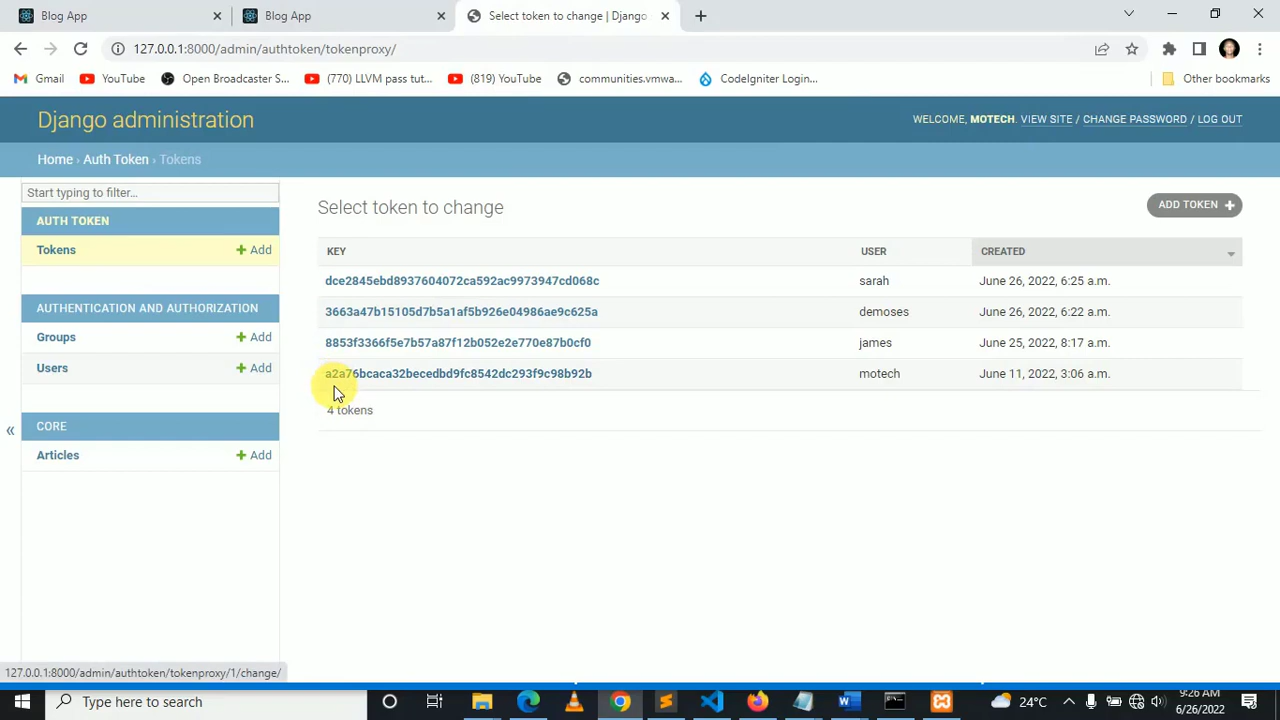 Blog App
Blog App
Select token to change | Django
127.0.0.1:8000/admin/authtoken/tokenproxy/
Gmail
YouTube
Open Broadcaster S...
(770) LLVM pass tut...
(819) YouTube
communities.vmwa...
CodeIgniter Login...
Other bookmarks
Django administration
WELCOME, MOTECH. VIEW SITE / CHANGE PASSWORD / LOG OUT
Home › Auth Token › Tokens
Start typing to filter...
AUTH TOKEN
Tokens + Add
AUTHENTICATION AND AUTHORIZATION
Groups + Add
Users + Add
CORE
Articles + Add
«
Select token to change
ADD TOKEN +
KEY USER CREATED
dce2845ebd8937604072ca592ac9973947cd068c sarah June 26, 2022, 6:25 a.m.
3663a47b15105d7b5a1af5b926e04986ae9c625a demoses June 26, 2022, 6:22 a.m.
8853f3366f5e7b57a87f12b052e2e770e87b0cf0 james June 25, 2022, 8:17 a.m.
a2a76bcaca32becedbd9fc8542dc293f9c98b92b motech June 11, 2022, 3:06 a.m.
4 tokens
127.0.0.1:8000/admin/authtoken/tokenproxy/1/change/
Type here to search
24°C
9:26 AM
6/26/2022